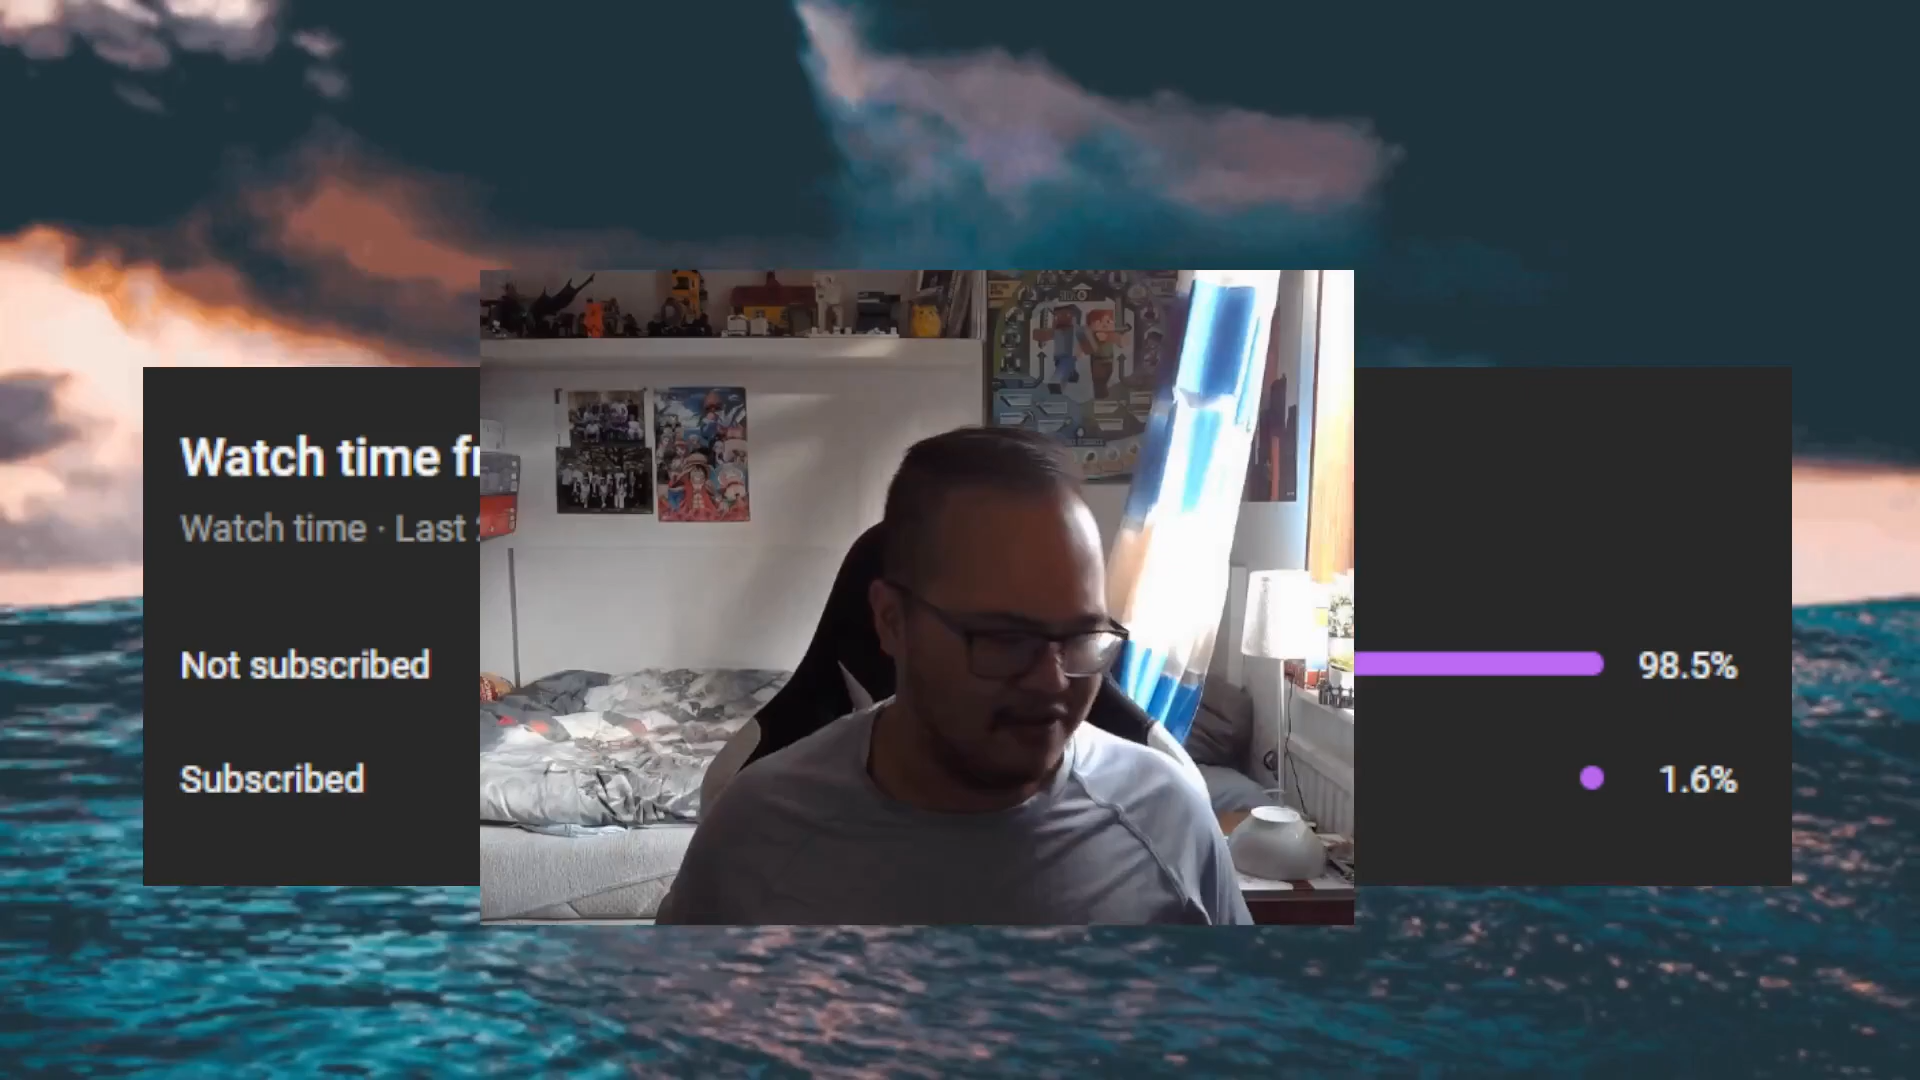 Watch time fr
Watch time · Last
Not subscribed
98.5%
Subscribed
1.6%